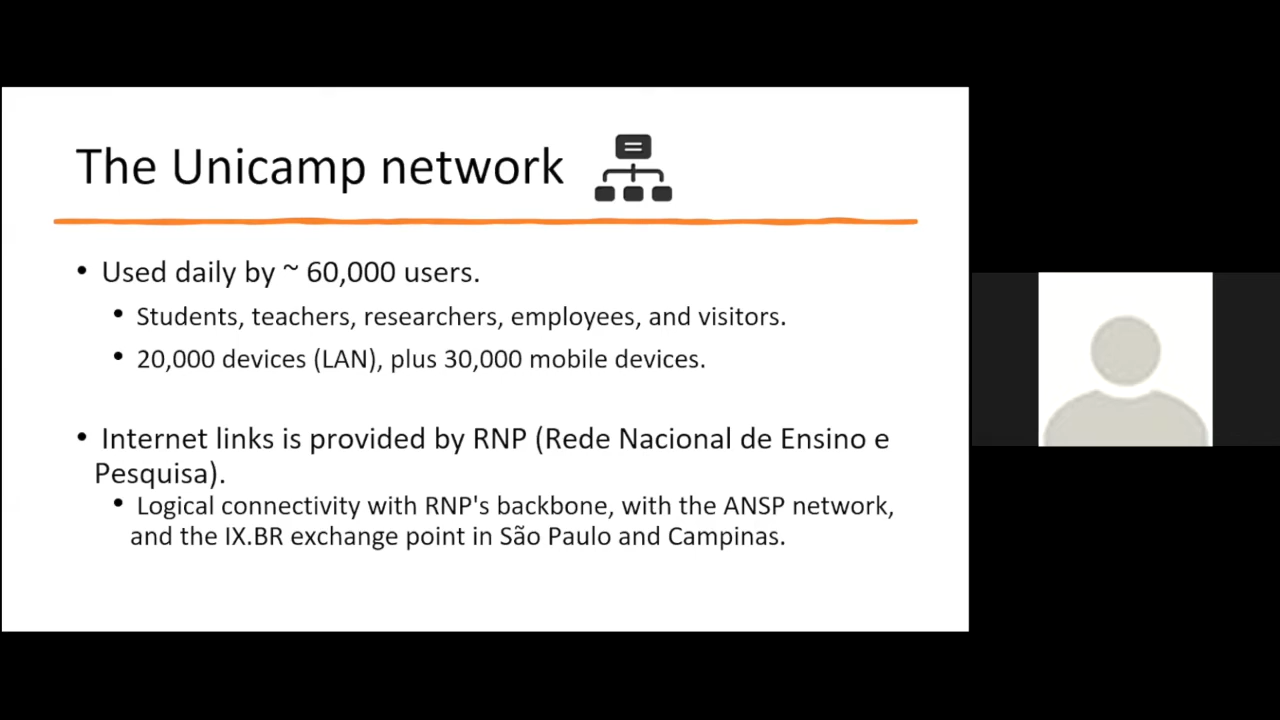 The Unicamp network
• Used daily by ~ 60,000 users.
• Students, teachers, researchers, employees, and visitors.
• 20,000 devices (LAN), plus 30,000 mobile devices.
• Internet links is provided by RNP (Rede Nacional de Ensino e
Pesquisa).
• Logical connectivity with RNP's backbone, with the ANSP network,
and the IX.BR exchange point in São Paulo and Campinas.